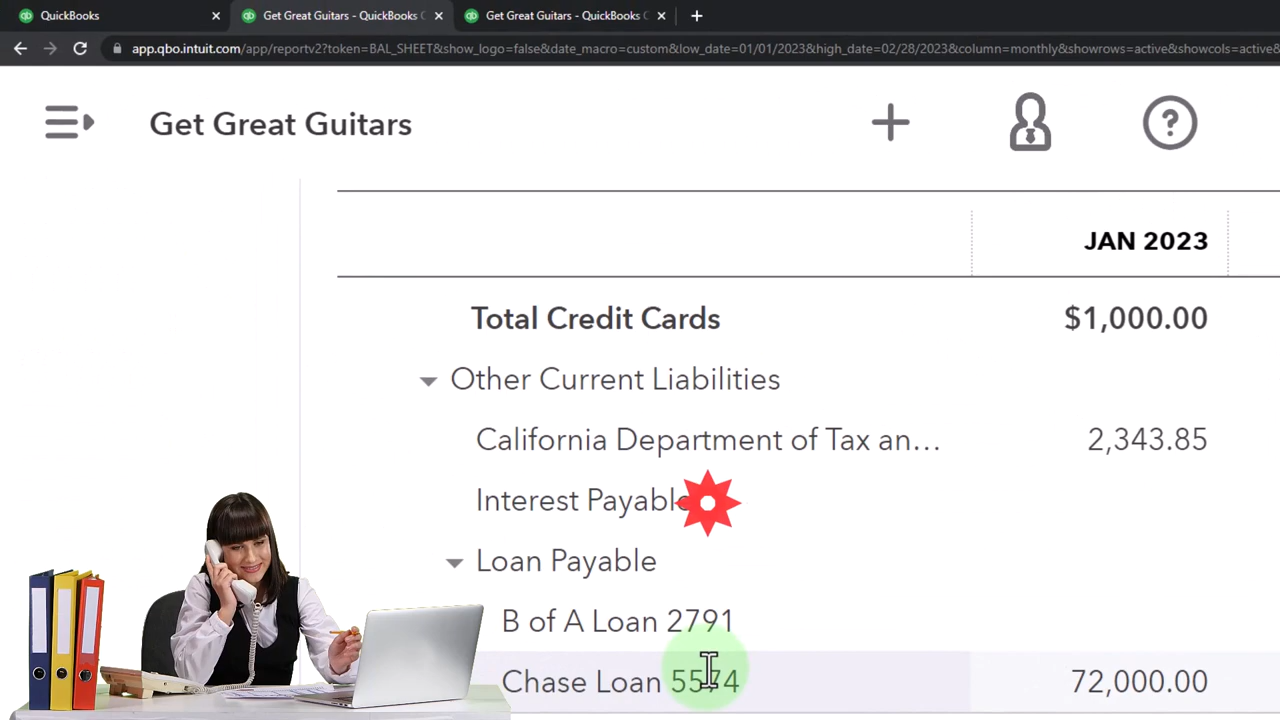 QuickBooks
Get Great Guitars - QuickBooks
Get Great Guitars - QuickBooks
app.qbo.intuit.com/app/reportv2?token=BAL_SHEET&show_logo=false&date_macro=custom&low_date=01/01/2023&high_date=02/28/2023&column=monthly&showrows=active&showcols=active&
Get Great Guitars
JAN 2023
Total Credit Cards $1,000.00
Other Current Liabilities
California Department of Tax an... 2,343.85
Interest Payable
Loan Payable
B of A Loan 2791
Chase Loan 5574 72,000.00